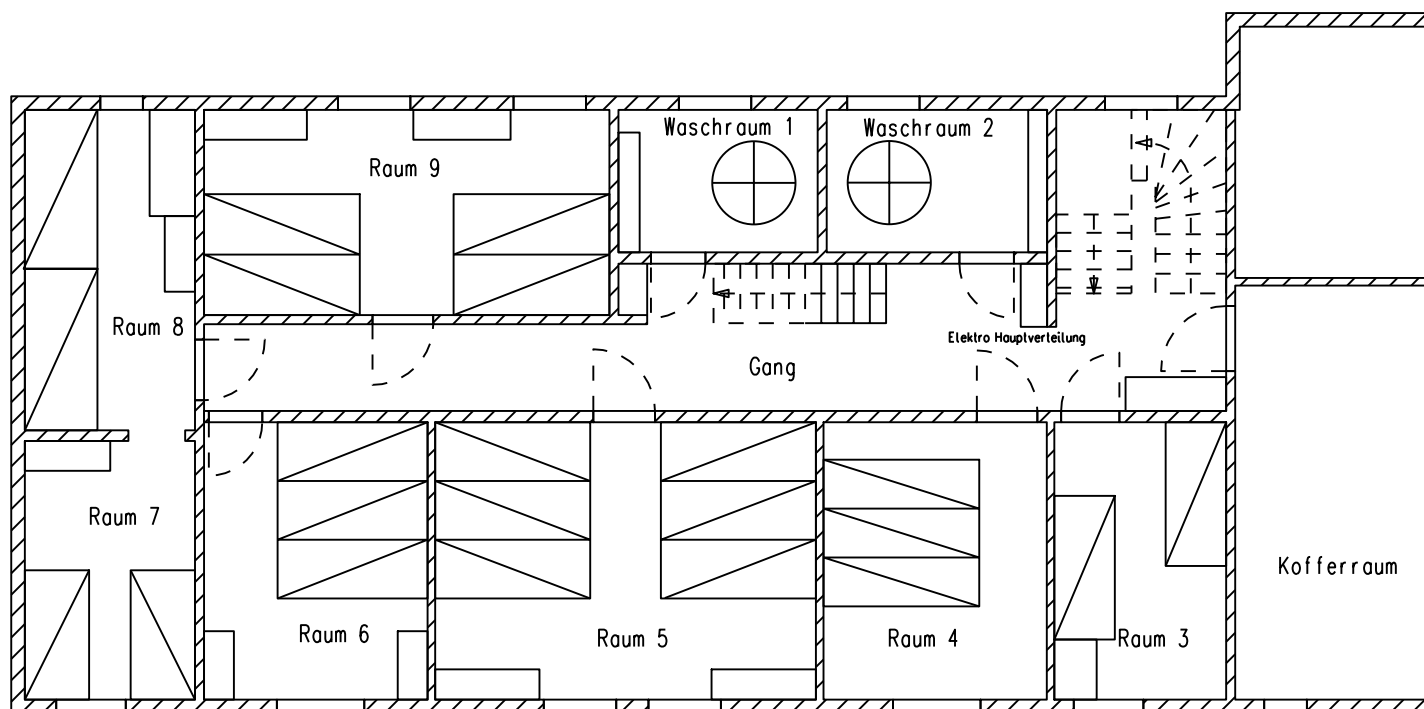 Waschraum 1
Waschraum 2
Raum 9
Raum 8
Elektro Hauptverteilung
Gang
Raum 7
Kofferraum
Raum 6
Raum 5
Raum 4
Raum 3